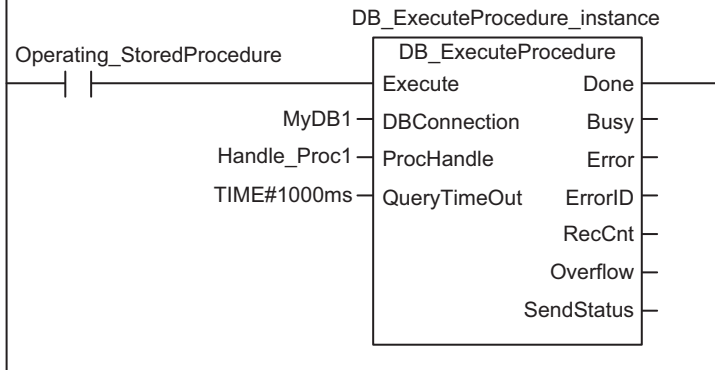 DB_ExecuteProcedure_instance
Operating_StoredProcedure
DB_ExecuteProcedure
Execute Done
MyDB1 DBConnection Busy
Handle_Proc1 ProcHandle Error
TIME#1000ms QueryTimeOut ErrorID
RecCnt
Overflow
SendStatus